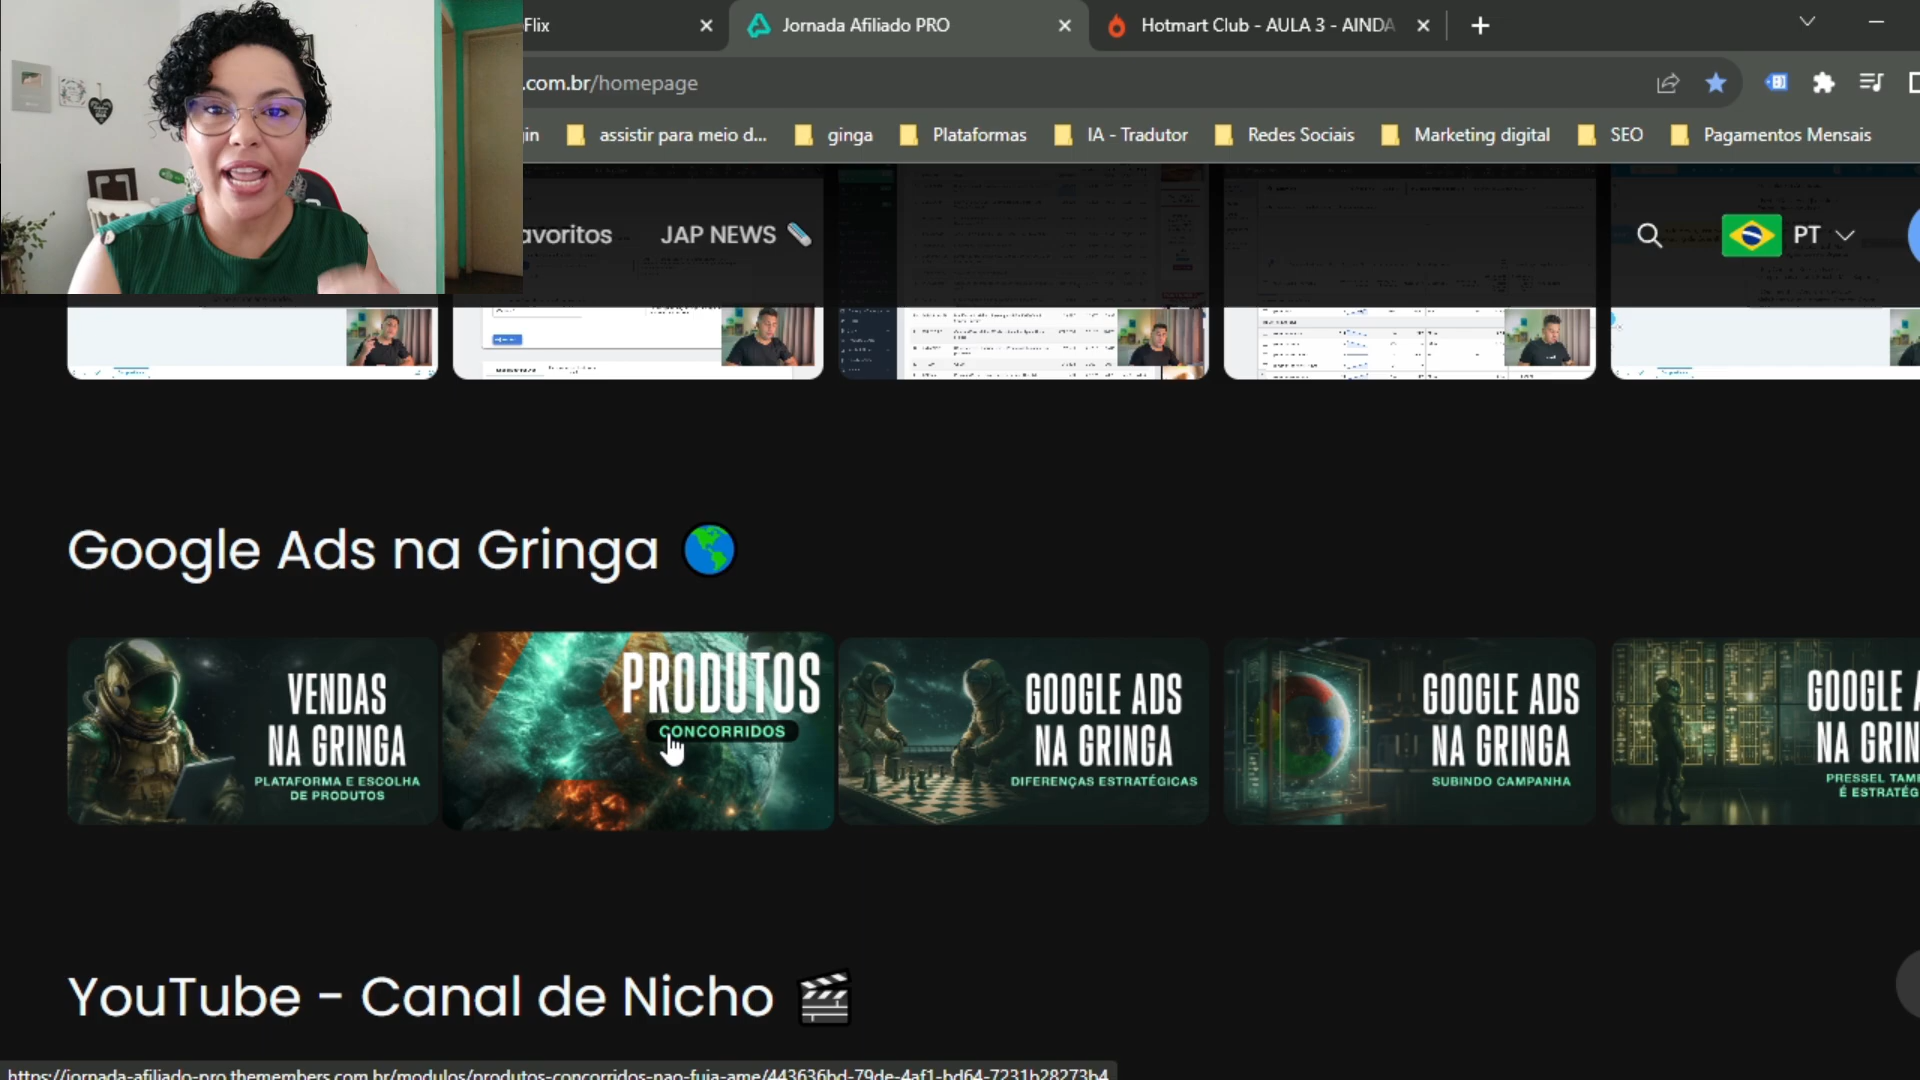 Flix
Jornada Afiliado PRO
Hotmart Club - AULA 3 - AINDA
.com.br/homepage
gin
assistir para meio d...
ginga
Plataformas
IA - Tradutor
Redes Sociais
Marketing digital
SEO
Pagamentos Mensais
avoritos
JAP NEWS
PT
Google Ads na Gringa
VENDAS
NA GRINGA
PLATAFORMA E ESCOLHA
DE PRODUTOS
PRODUTOS
CONCORRIDOS
GOOGLE ADS
NA GRINGA
DIFERENÇAS ESTRATÉGICAS
GOOGLE ADS
NA GRINGA
SUBINDO CAMPANHA
GOOGLE A
NA GRIN
PRESSEL TAM
É ESTRATÉG
YouTube - Canal de Nicho
https://jornada-afiliado-pro.themembers.com.br/modulos/produtos-concorridos-nao-fuja-ame/443636bd-79de-4af1-bd64-7231b28273b4